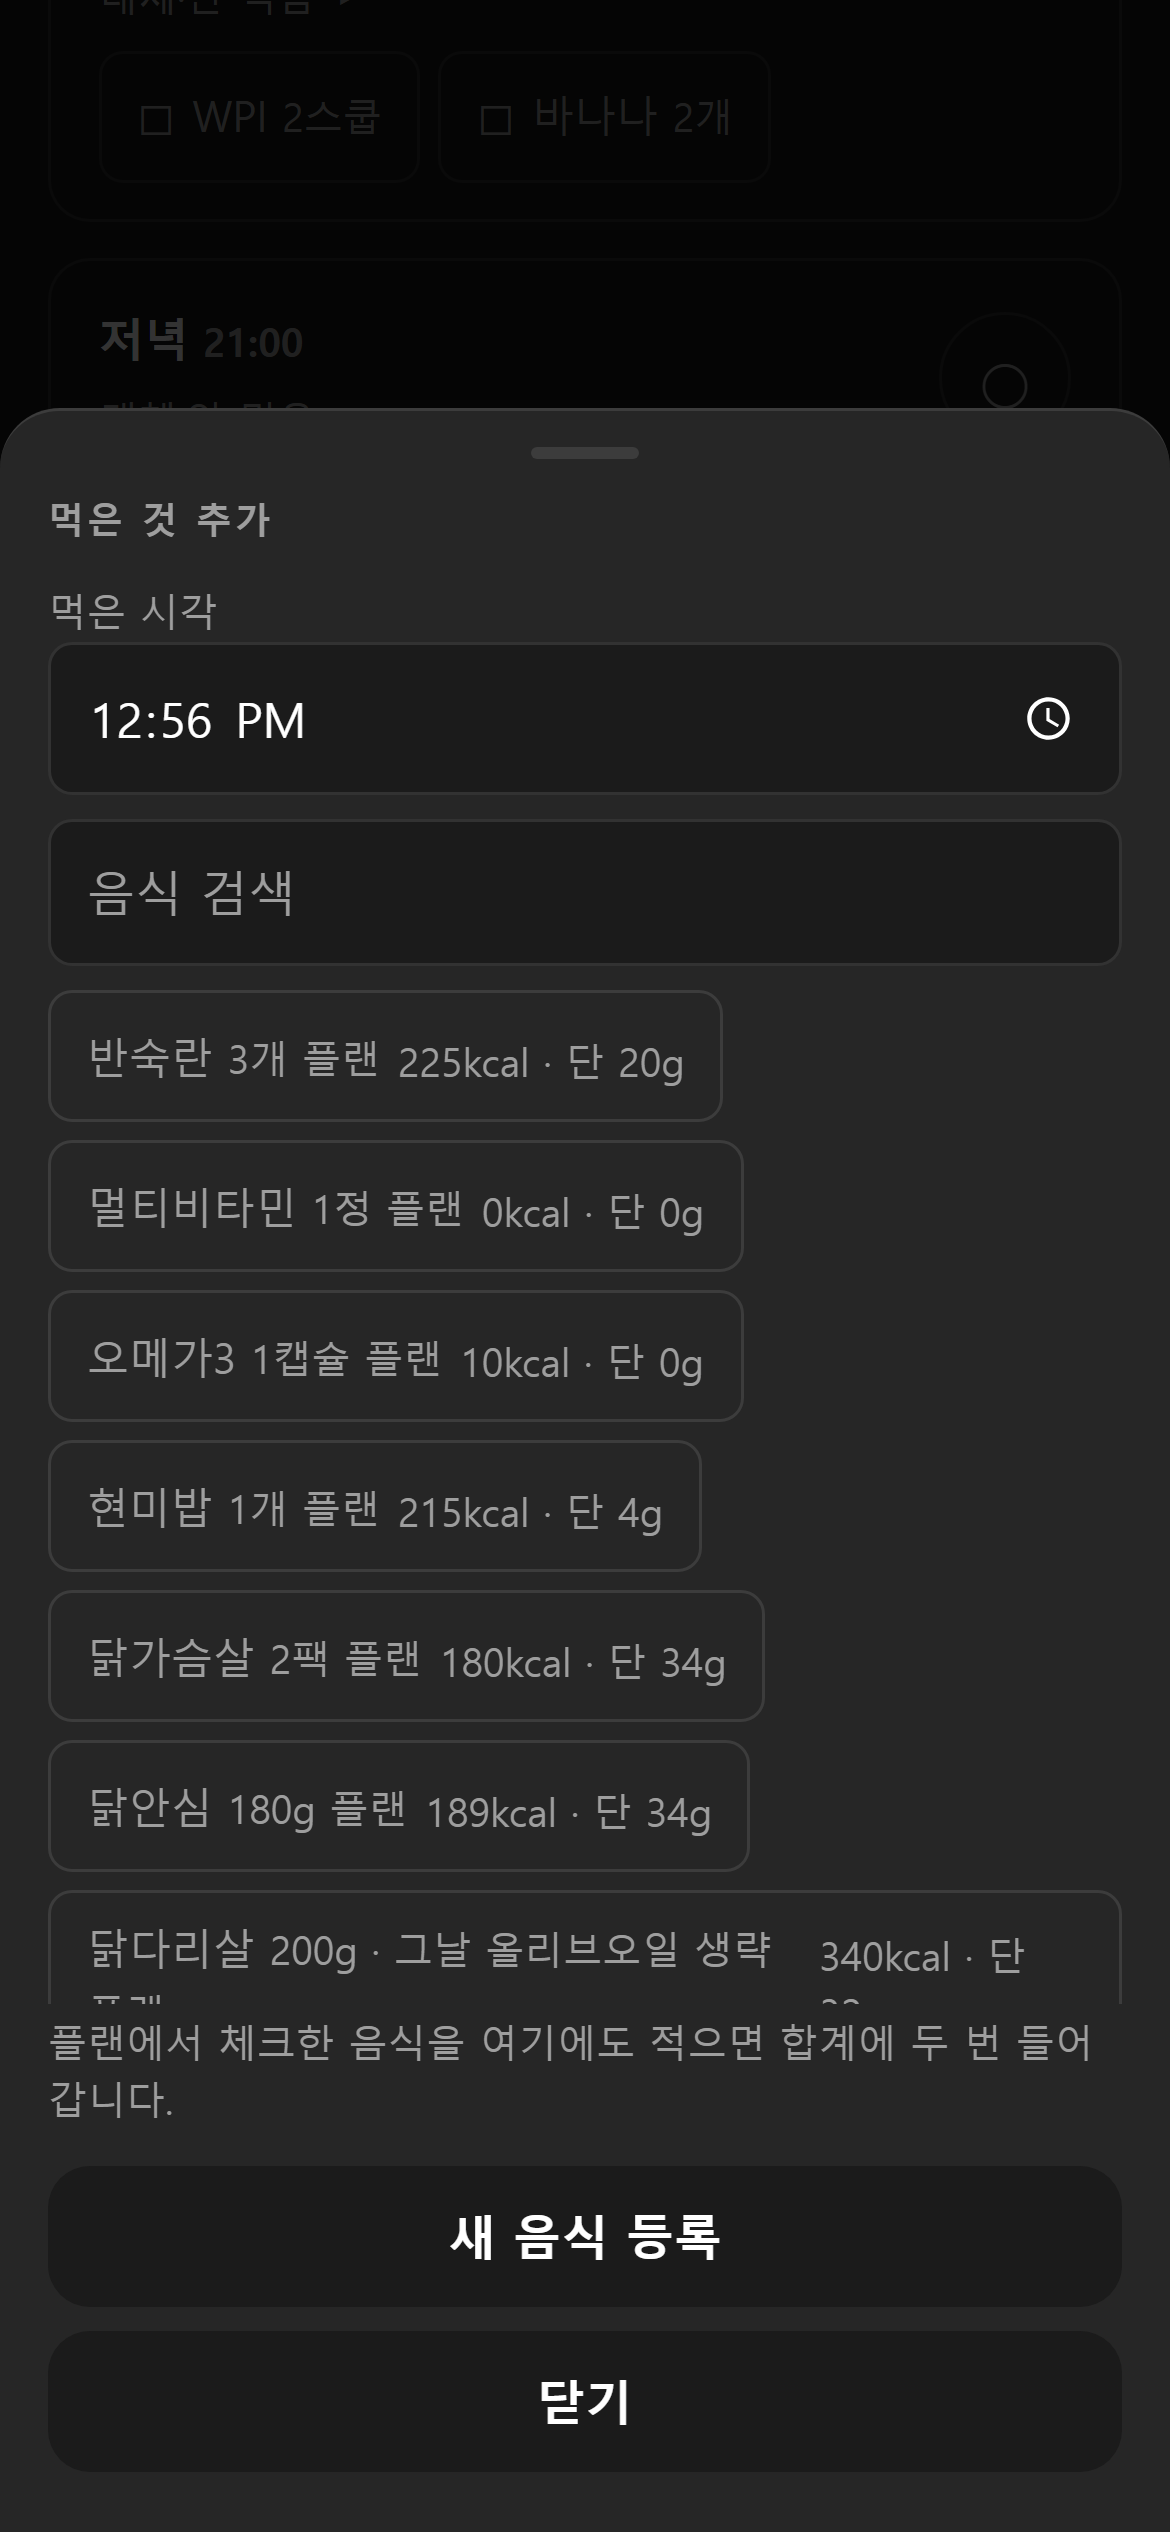 WPI 2스쿱
바나나 2개
저녁 21:00
먹은 것 추가
먹은 시각
12:56 PM
음식 검색
반숙란 3개 플랜 225kcal · 단 20g
멀티비타민 1정 플랜 0kcal · 단 0g
오메가3 1캡슐 플랜 10kcal · 단 0g
현미밥 1개 플랜 215kcal · 단 4g
닭가슴살 2팩 플랜 180kcal · 단 34g
닭안심 180g 플랜 189kcal · 단 34g
닭다리살 200g · 그날 올리브오일 생략 340kcal · 단
플랜에서 체크한 음식을 여기에도 적으면 합계에 두 번 들어
갑니다.
새 음식 등록
닫기